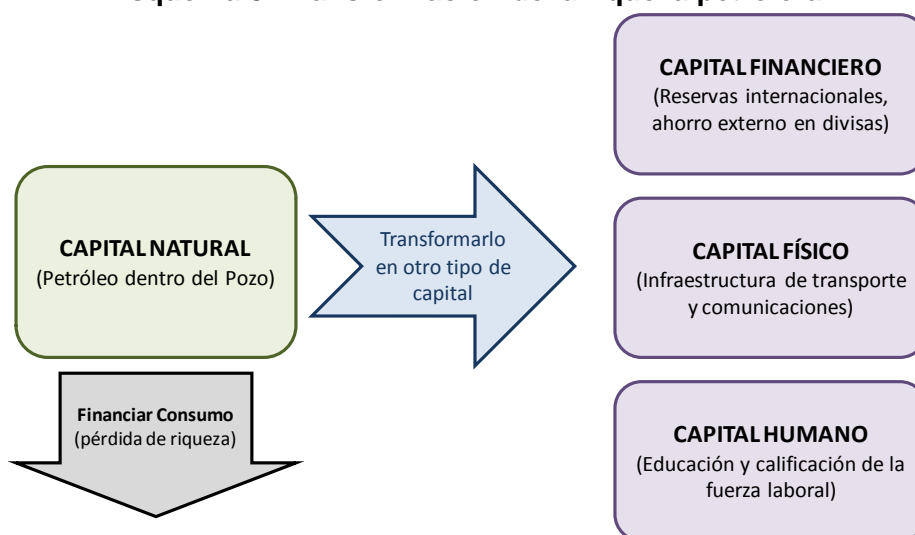 CAPITAL FINANCIERO
(Reservas internacionales,
ahorro externo en divisas)
CAPITAL NATURAL
(Petróleo dentro del Pozo)
Transformarlo
en otro tipo de
capital
CAPITAL FÍSICO
(Infraestructura de transporte
y comunicaciones)
Financiar Consumo
(pérdida de riqueza)
CAPITAL HUMANO
(Educación y calificación de la
fuerza laboral)